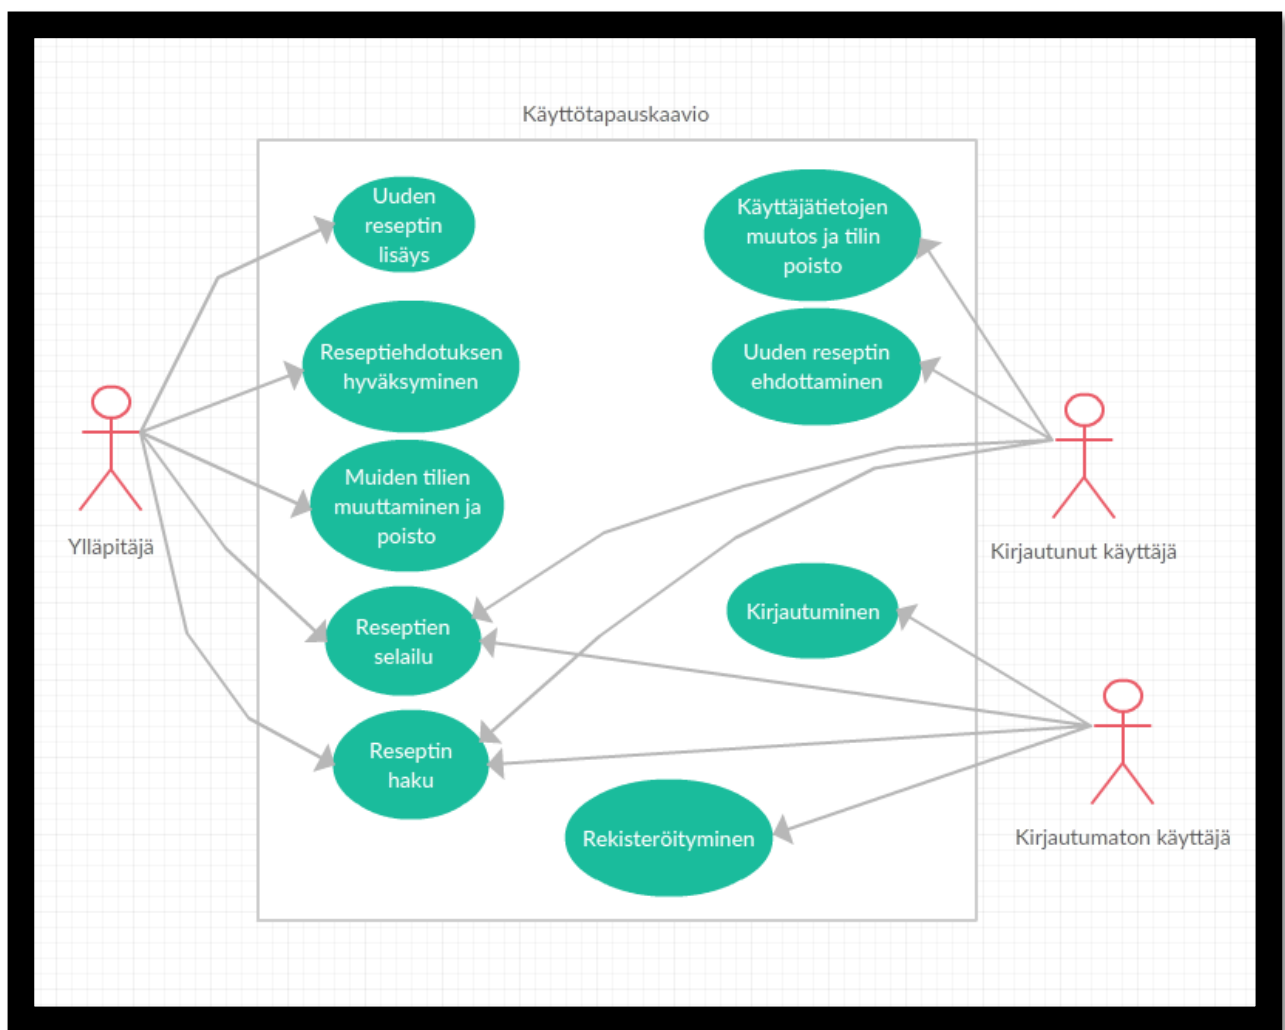 Käyttötapauskaavio
Uuden
reseptin
lisäys
Käyttäjätietojen
muutos ja tilin
poisto
Reseptiehdotuksen
hyväksyminen
Uuden reseptin
ehdottaminen
Muiden tilien
muuttaminen ja
poisto
Ylläpitäjä
Kirjautunut käyttäjä
Reseptien
selailu
Kirjautuminen
Reseptin
haku
Rekisteröityminen
Kirjautumaton käyttäjä